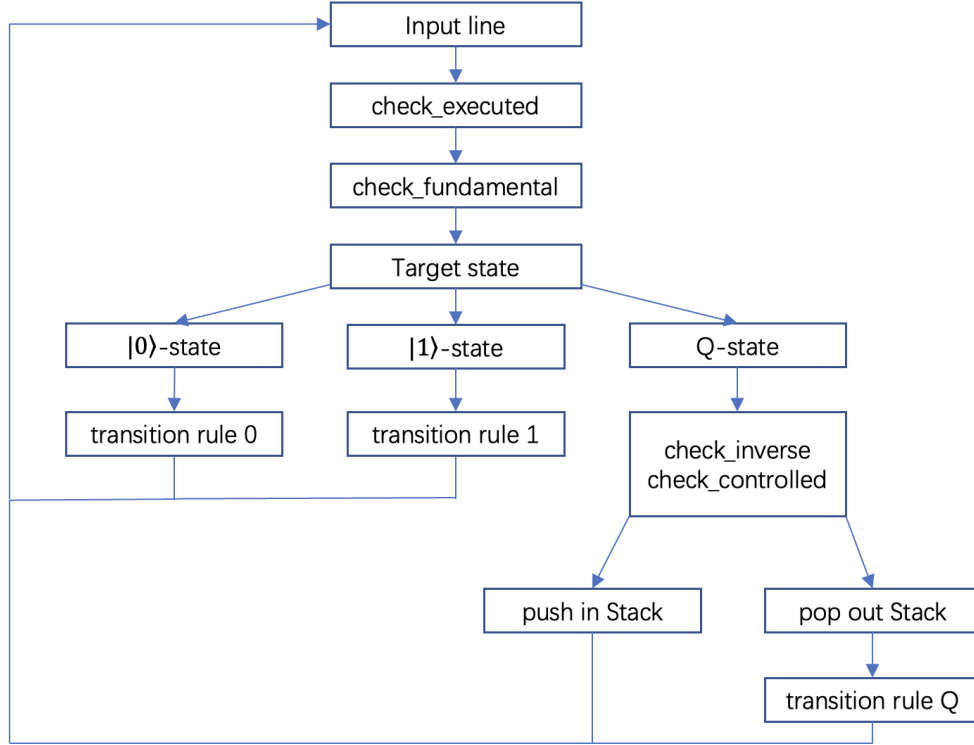 Input line
check_executed
check_fundamental
Target state
|0⟩-state
|1⟩-state
Q-state
transition rule 0
transition rule 1
check_inverse
check_controlled
push in Stack
pop out Stack
transition rule Q